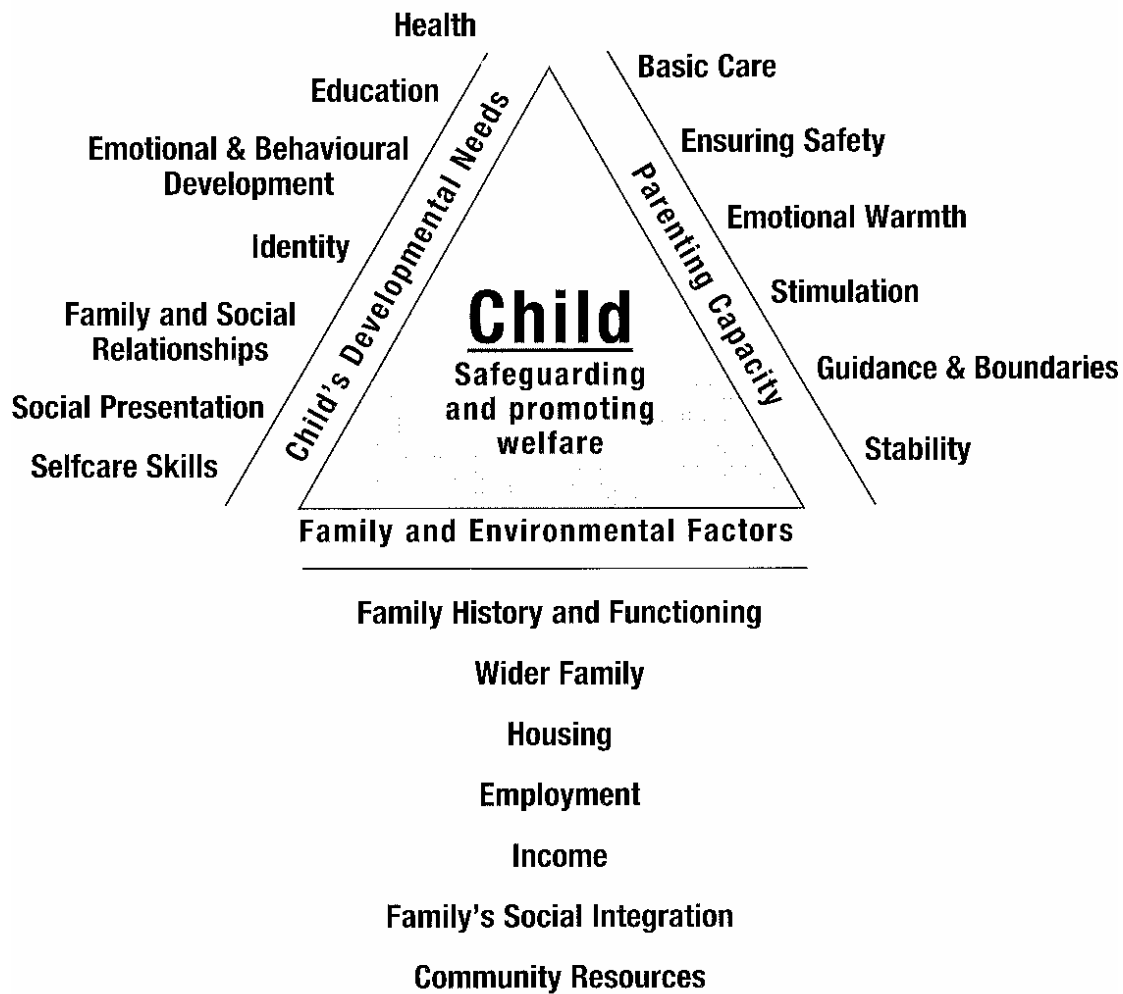 Health
Education
Emotional & Behavioural
Development
Identity
Family and Social
Relationships
Social Presentation
Selfcare Skills
Child's Developmental Needs
Basic Care
Ensuring Safety
Emotional Warmth
Stimulation
Guidance & Boundaries
Stability
Parenting Capacity
Child
Safeguarding
and promoting
welfare
Family and Environmental Factors
Family History and Functioning
Wider Family
Housing
Employment
Income
Family's Social Integration
Community Resources